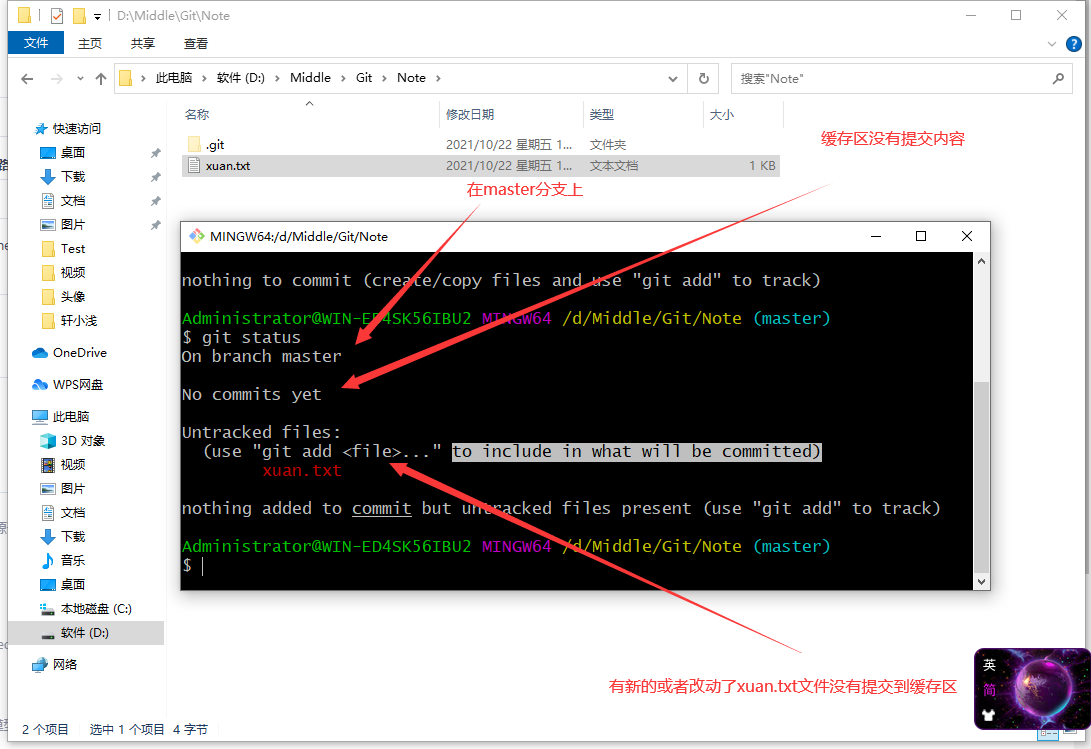 D:\Middle\Git\Note
文件 主页 共享 查看
此电脑 > 软件 (D:) > Middle > Git > Note >
搜索"Note"
名称 修改日期 类型 大小
.git 2021/10/22 星期五 1... 文件夹
xuan.txt 2021/10/22 星期五 1... 文本文档 1 KB
缓存区没有提交内容
在master分支上
快速访问
桌面
下载
文档
图片
Test
视频
头像
轩小浅
OneDrive
WPS网盘
此电脑
3D 对象
视频
图片
文档
下载
音乐
桌面
本地磁盘 (C:)
软件 (D:)
网络
MINGW64:/d/Middle/Git/Note
nothing to commit (create/copy files and use "git add" to track)
Administrator@WIN-ED4SK56IBU2 MINGW64 /d/Middle/Git/Note (master)
$ git status
On branch master
No commits yet
Untracked files:
(use "git add <file>..." to include in what will be committed)
xuan.txt
nothing added to commit but untracked files present (use "git add" to track)
Administrator@WIN-ED4SK56IBU2 MINGW64 /d/Middle/Git/Note (master)
$
有新的或者改动了xuan.txt文件没有提交到缓存区
英
简
2 个项目 选中 1 个项目 4 字节